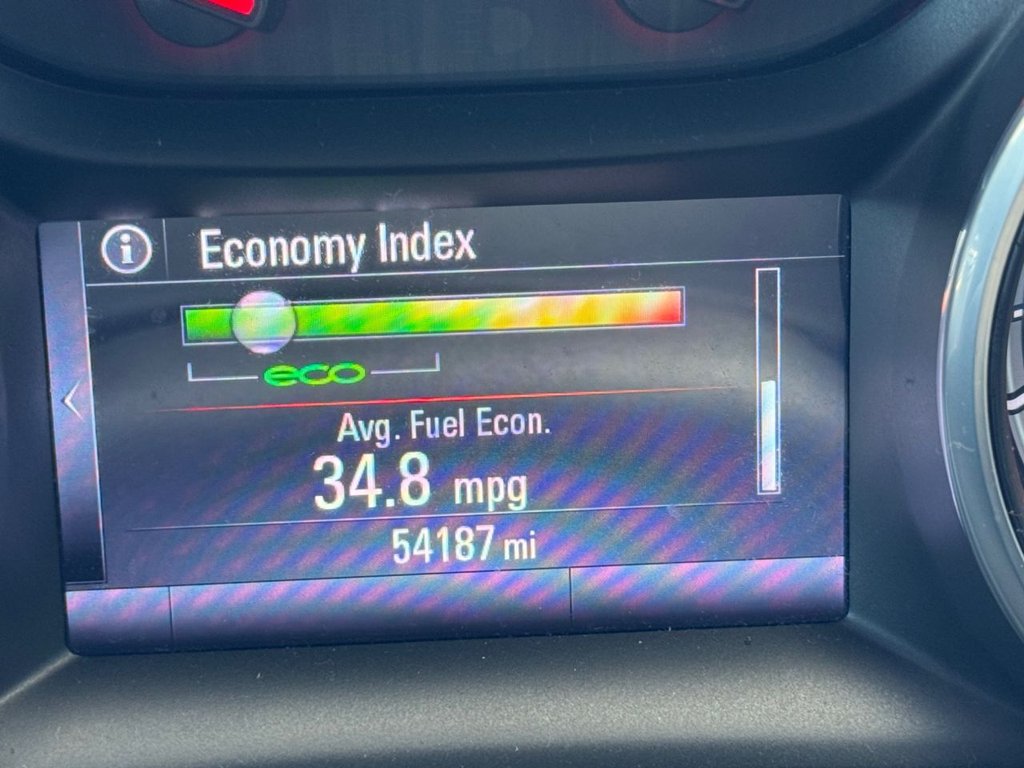 i Economy Index
eco
Avg. Fuel Econ.
34.8 mpg
54187 mi